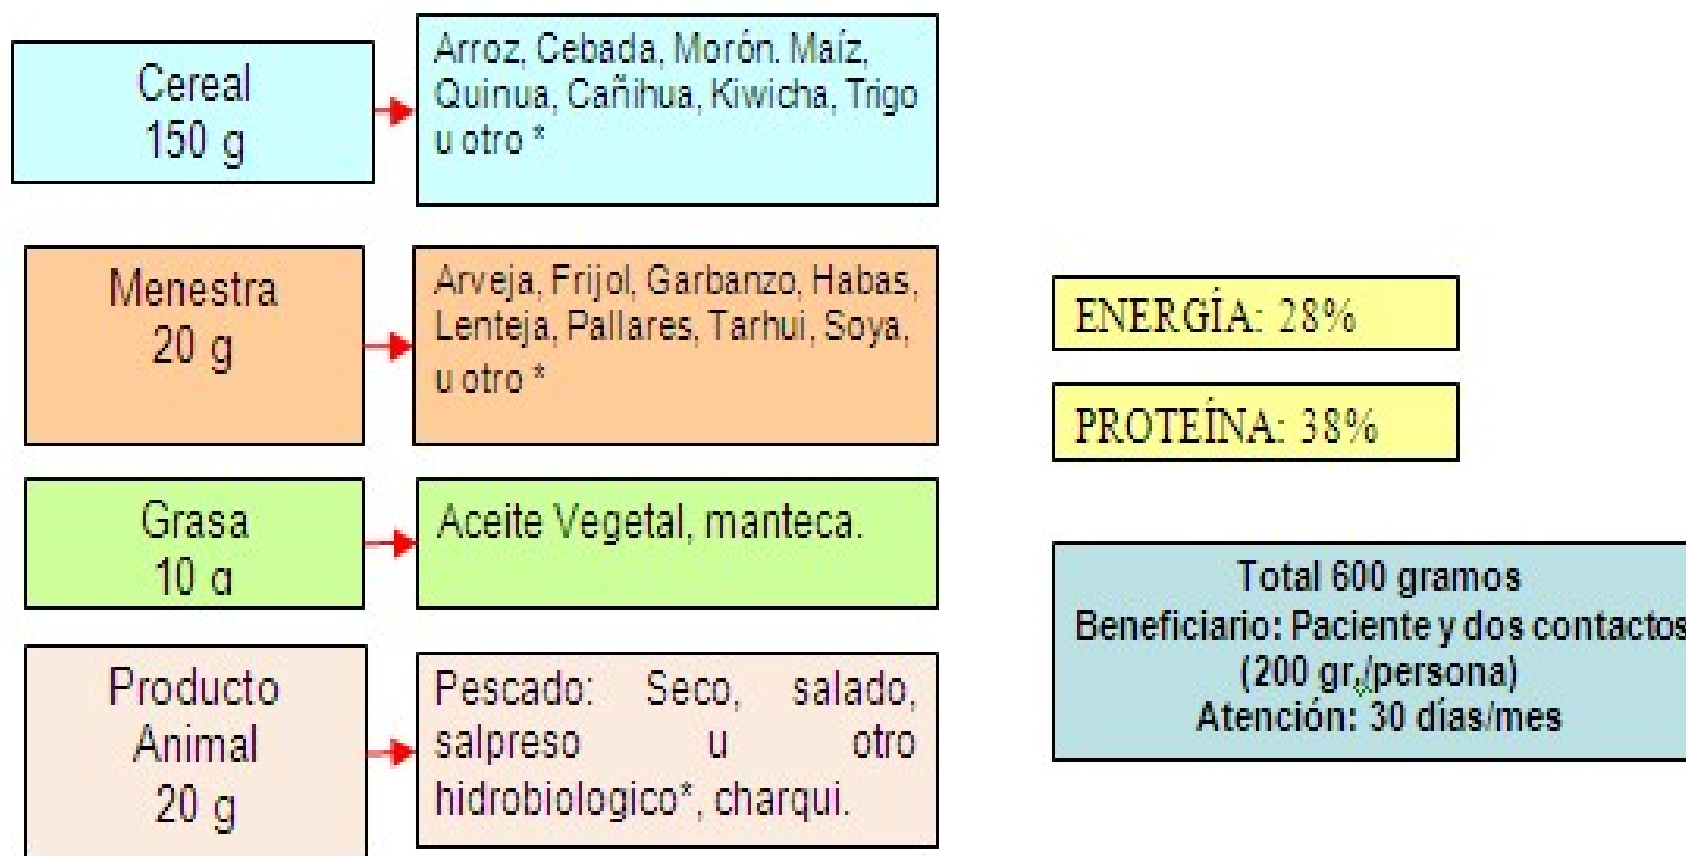 Cereal
150 g
Arroz, Cebada, Morón. Maíz,
Quinua, Cañihua, Kiwicha, Trigo
u otro *
Menestra
20 g
Arveja, Frijol, Garbanzo, Habas,
Lenteja, Pallares, Tarhui, Soya,
u otro *
Grasa
10 g
Aceite Vegetal, manteca.
Producto
Animal
20 g
Pescado: Seco, salado,
salpreso u otro
hidrobiologico*, charqui.
ENERGÍA: 28%
PROTEÍNA: 38%
Total 600 gramos
Beneficiario: Paciente y dos contactos
(200 gr./persona)
Atención: 30 días/mes